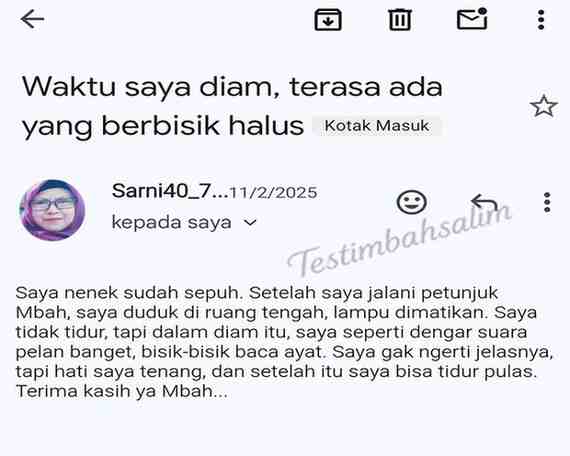 Waktu saya diam, terasa ada
yang berbisik halus Kotak Masuk
Sarni40_7...11/2/2025
kepada saya
Testimbahsalim
Saya nenek sudah sepuh. Setelah saya jalani petunjuk
Mbah, saya duduk di ruang tengah, lampu dimatikan. Saya
tidak tidur, tapi dalam diam itu, saya seperti dengar suara
pelan banget, bisik-bisik baca ayat. Saya gak ngerti jelasnya,
tapi hati saya tenang, dan setelah itu saya bisa tidur pulas.
Terima kasih ya Mbah...